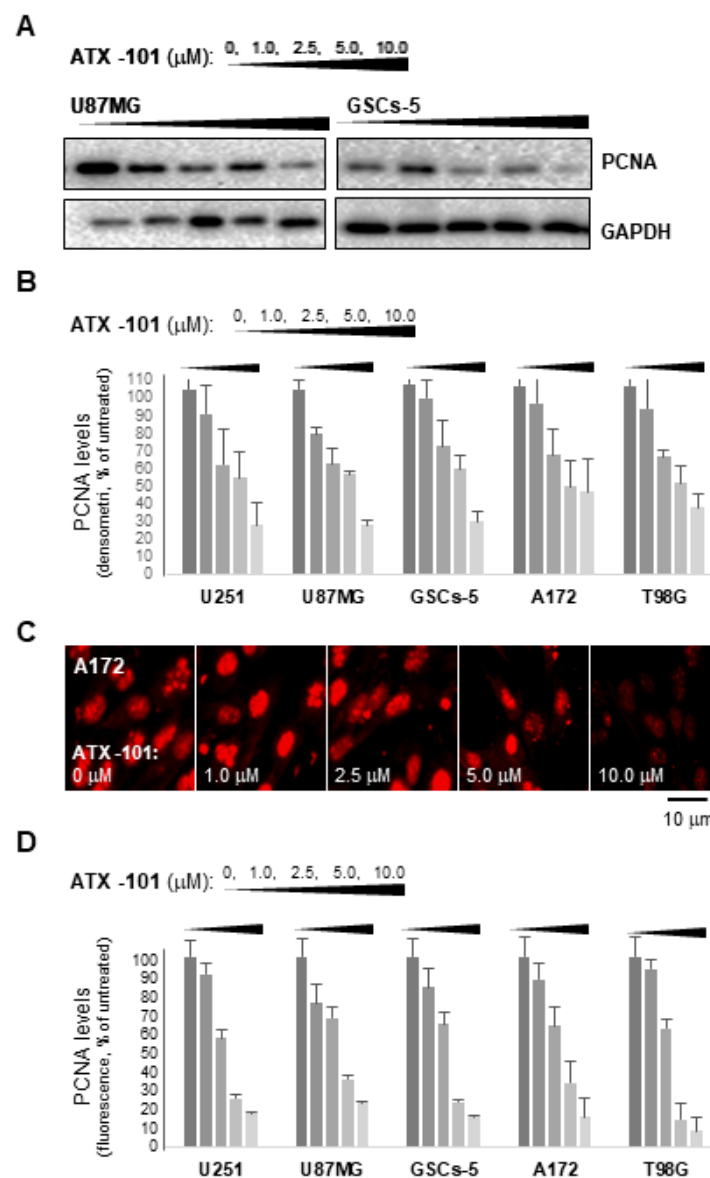 A
ATX -101 (μM): 0, 1.0, 2.5, 5.0, 10.0
U87MG GSCs-5
PCNA
GAPDH
B
ATX -101 (μM): 0, 1.0, 2.5, 5.0, 10.0
PCNA levels
(densometri, % of untreated)
110
100
90
80
70
60
50
40
30
20
10
0
U251 U87MG GSCs-5 A172 T98G
C
A172
ATX -101:
0 μM 1.0 μM 2.5 μM 5.0 μM 10.0 μM
10 μm
D
ATX -101 (μM): 0, 1.0, 2.5, 5.0, 10.0
PCNA levels
(fluorescence, % of untreated)
100
90
80
70
60
50
40
30
20
10
0
U251 U87MG GSCs-5 A172 T98G